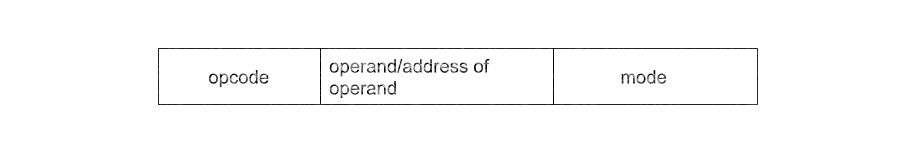 opcode
operand/address of
operand
mode